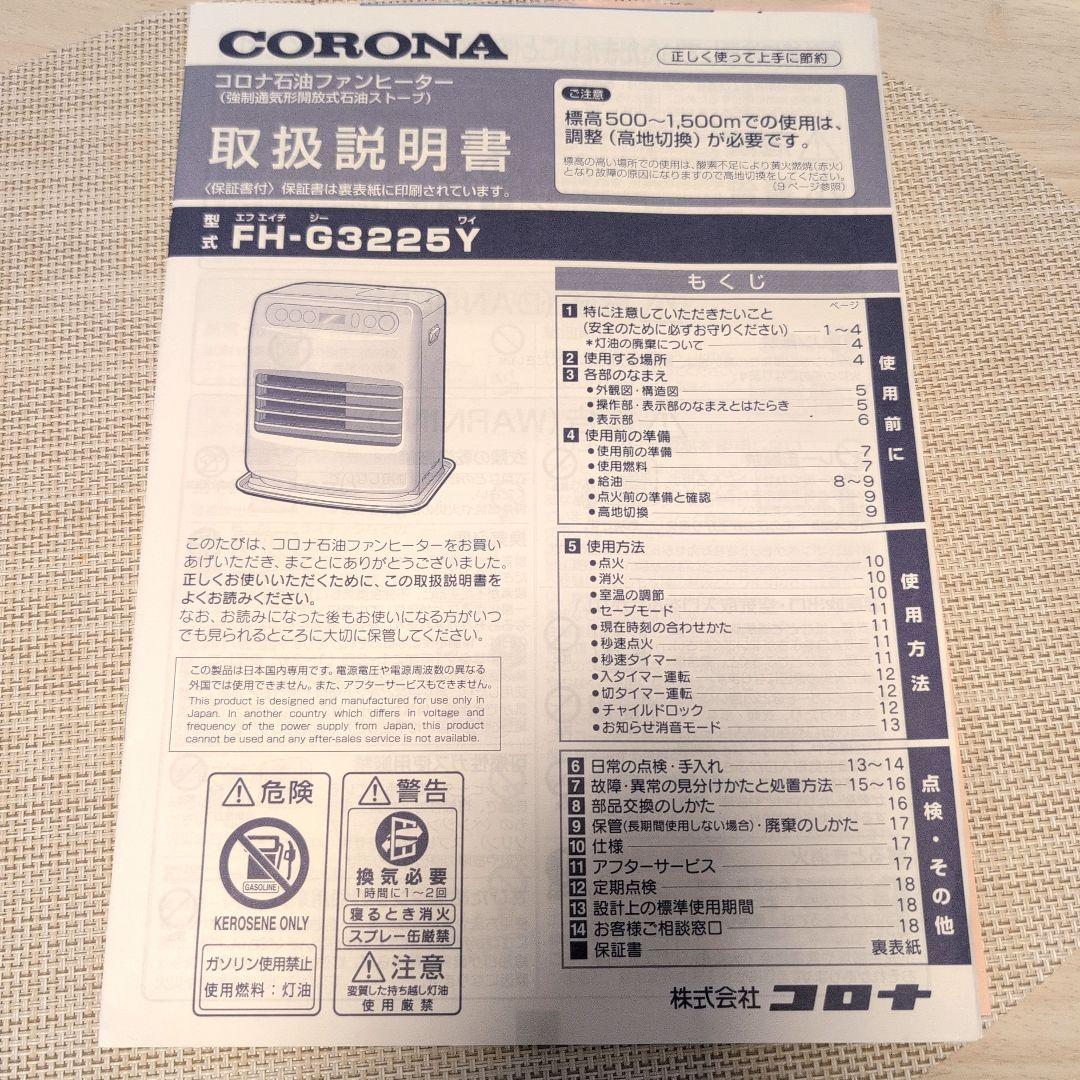 CORONA
正しく使って上手に節約
コロナ石油ファンヒーター
(強制通気形開放式石油ストーブ)
取扱説明書
〈保証書付〉保証書は裏表紙に印刷されています。
ご注意
標高500～1,500mでの使用は、
調整(高地切換)が必要です。
標高の高い場所での使用は、酸素不足により黄火燃焼(赤火)
となり故障の原因になりますので高地切換をしてください。
(9ページ参照)
型式
エフ エイチ ジー ワイ
FH-G3225Y
もくじ
ページ
1 特に注意していただきたいこと
(安全のために必ずお守りください) 1～4
*灯油の廃棄について 4
2 使用する場所 4
3 各部のなまえ
●外観図・構造図 5
●操作部・表示部のなまえとはたらき 5
●表示部 6
4 使用前の準備
●使用前の準備 7
●使用燃料 7
●給油 8～9
●点火前の準備と確認 9
●高地切換 9
使用前に
5 使用方法
●点火 10
●消火 10
●室温の調節 10
●セーブモード 11
●現在時刻の合わせかた 11
●秒速点火 11
●秒速タイマー 11
●入タイマー運転 12
●切タイマー運転 12
●チャイルドロック 12
●お知らせ消音モード 13
使用方法
6 日常の点検・手入れ 13～14
7 故障・異常の見分けかたと処置方法 15～16
8 部品交換のしかた 16
9 保管(長期間使用しない場合)・廃棄のしかた 17
10 仕様 17
11 アフターサービス 17
12 定期点検 18
13 設計上の標準使用期間 18
14 お客様ご相談窓口 18
■ 保証書 裏表紙
点検・その他
このたびは、コロナ石油ファンヒーターをお買い
あげいただき、まことにありがとうございました。
正しくお使いいただくために、この取扱説明書を
よくお読みください。
なお、お読みになった後もお使いになる方がいつ
でも見られるところに大切に保管してください。
この製品は日本国内専用です。電源電圧や電源周波数の異なる
外国では使用できません。また、アフターサービスもできません。
This product is designed and manufactured for use only in
Japan. In another country which differs in voltage and
frequency of the power supply from Japan, this product
cannot be used and any after-sales service is not available.
危険
GASOLINE
KEROSENE ONLY
ガソリン使用禁止
使用燃料：灯油
警告
換気必要
1時間に1～2回
寝るとき消火
スプレー缶厳禁
注意
変質した持ち越し灯油
使用厳禁
株式会社 コロナ